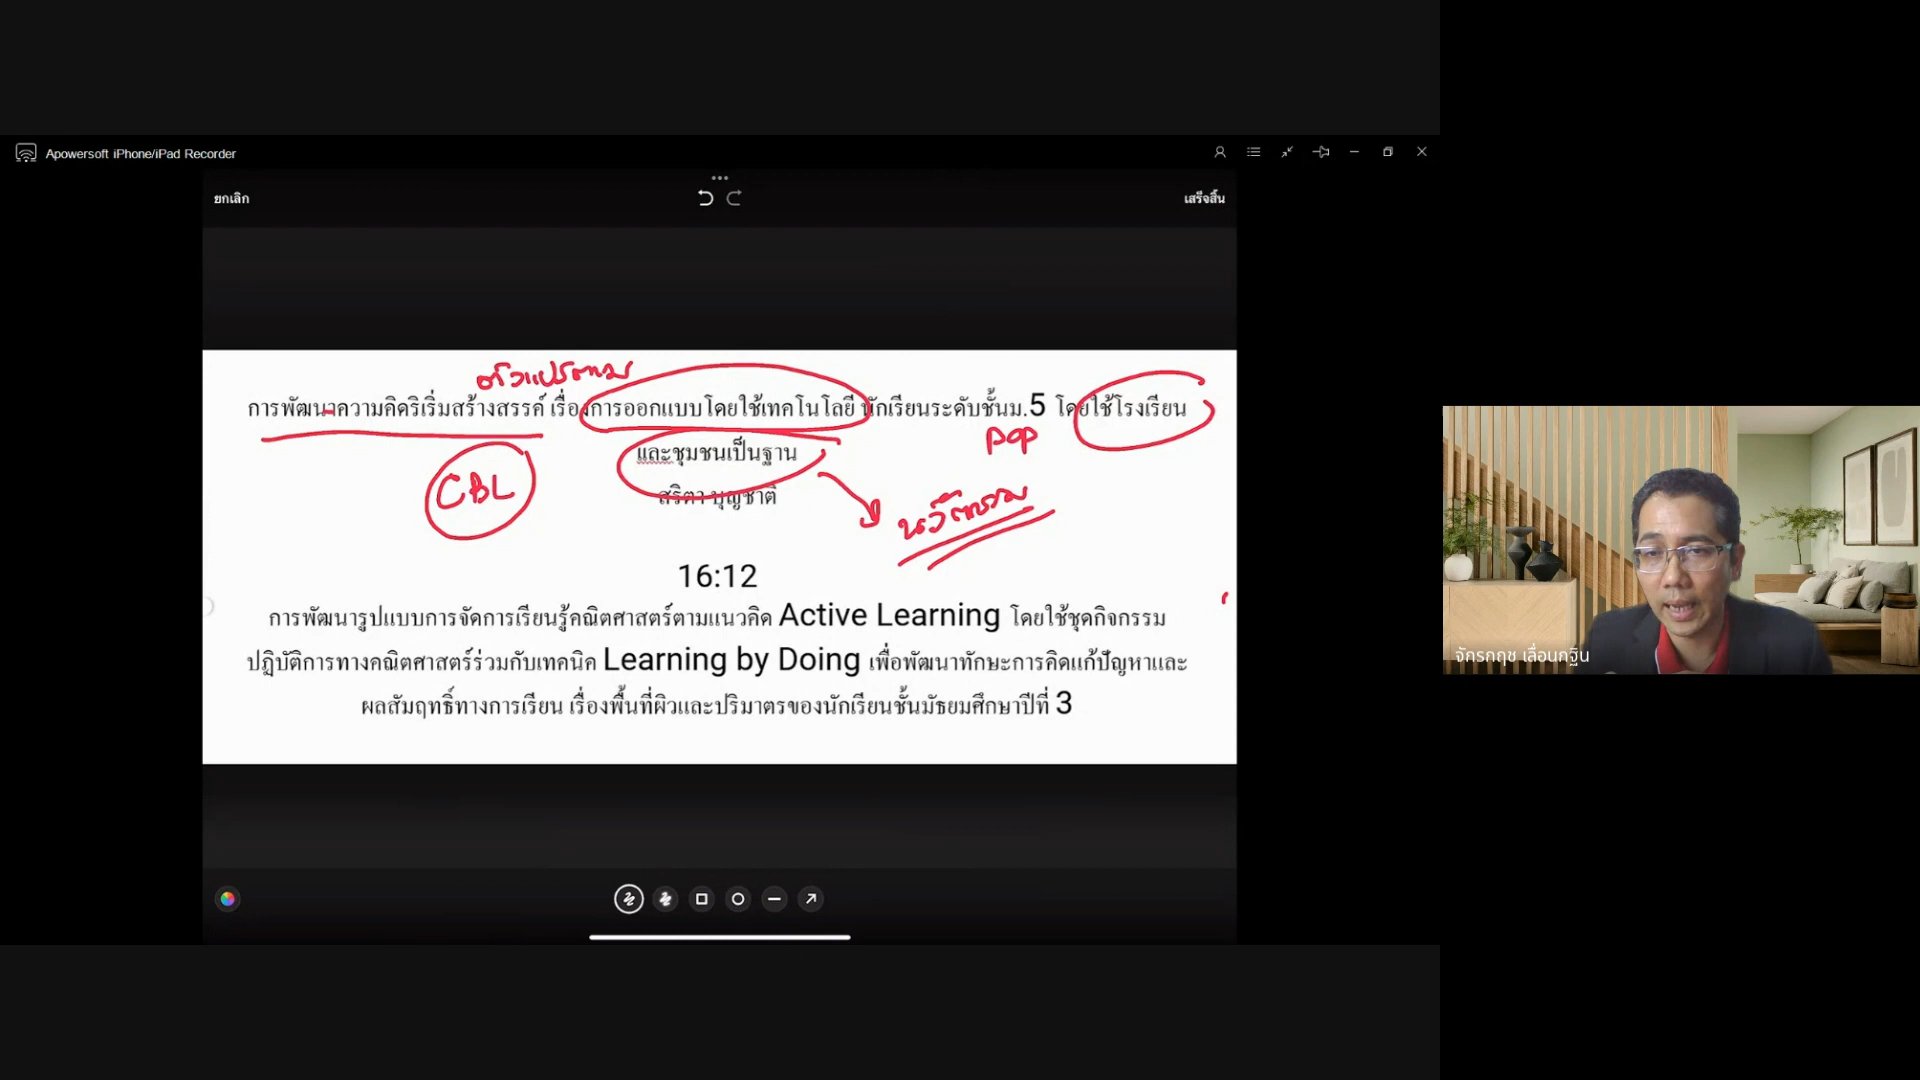 Apowersoft iPhone/iPad Recorder
ยกเลิก
เสร็จสิ้น
ตัวแปรตาม
การพัฒนาความคิดริเริ่มสร้างสรรค์ เรื่องการออกแบบโดยใช้เทคโนโลยี นักเรียนระดับชั้นม.5 โดยใช้โรงเรียน
pop
และชุมชนเป็นฐาน
CBL
สริตา บุญชาติ
นวัตกรรม
16:12
การพัฒนารูปแบบการจัดการเรียนรู้คณิตศาสตร์ตามแนวคิด Active Learning โดยใช้ชุดกิจกรรม
ปฏิบัติการทางคณิตศาสตร์ร่วมกับเทคนิค Learning by Doing เพื่อพัฒนาทักษะการคิดแก้ปัญหาและ
ผลสัมฤทธิ์ทางการเรียน เรื่องพื้นที่ผิวและปริมาตรของนักเรียนชั้นมัธยมศึกษาปีที่ 3
จักรกฤช เลื่อนกฐิน